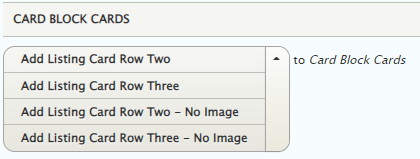 CARD BLOCK CARDS
Add Listing Card Row Two to Card Block Cards
Add Listing Card Row Three
Add Listing Card Row Two – No Image
Add Listing Card Row Three – No Image